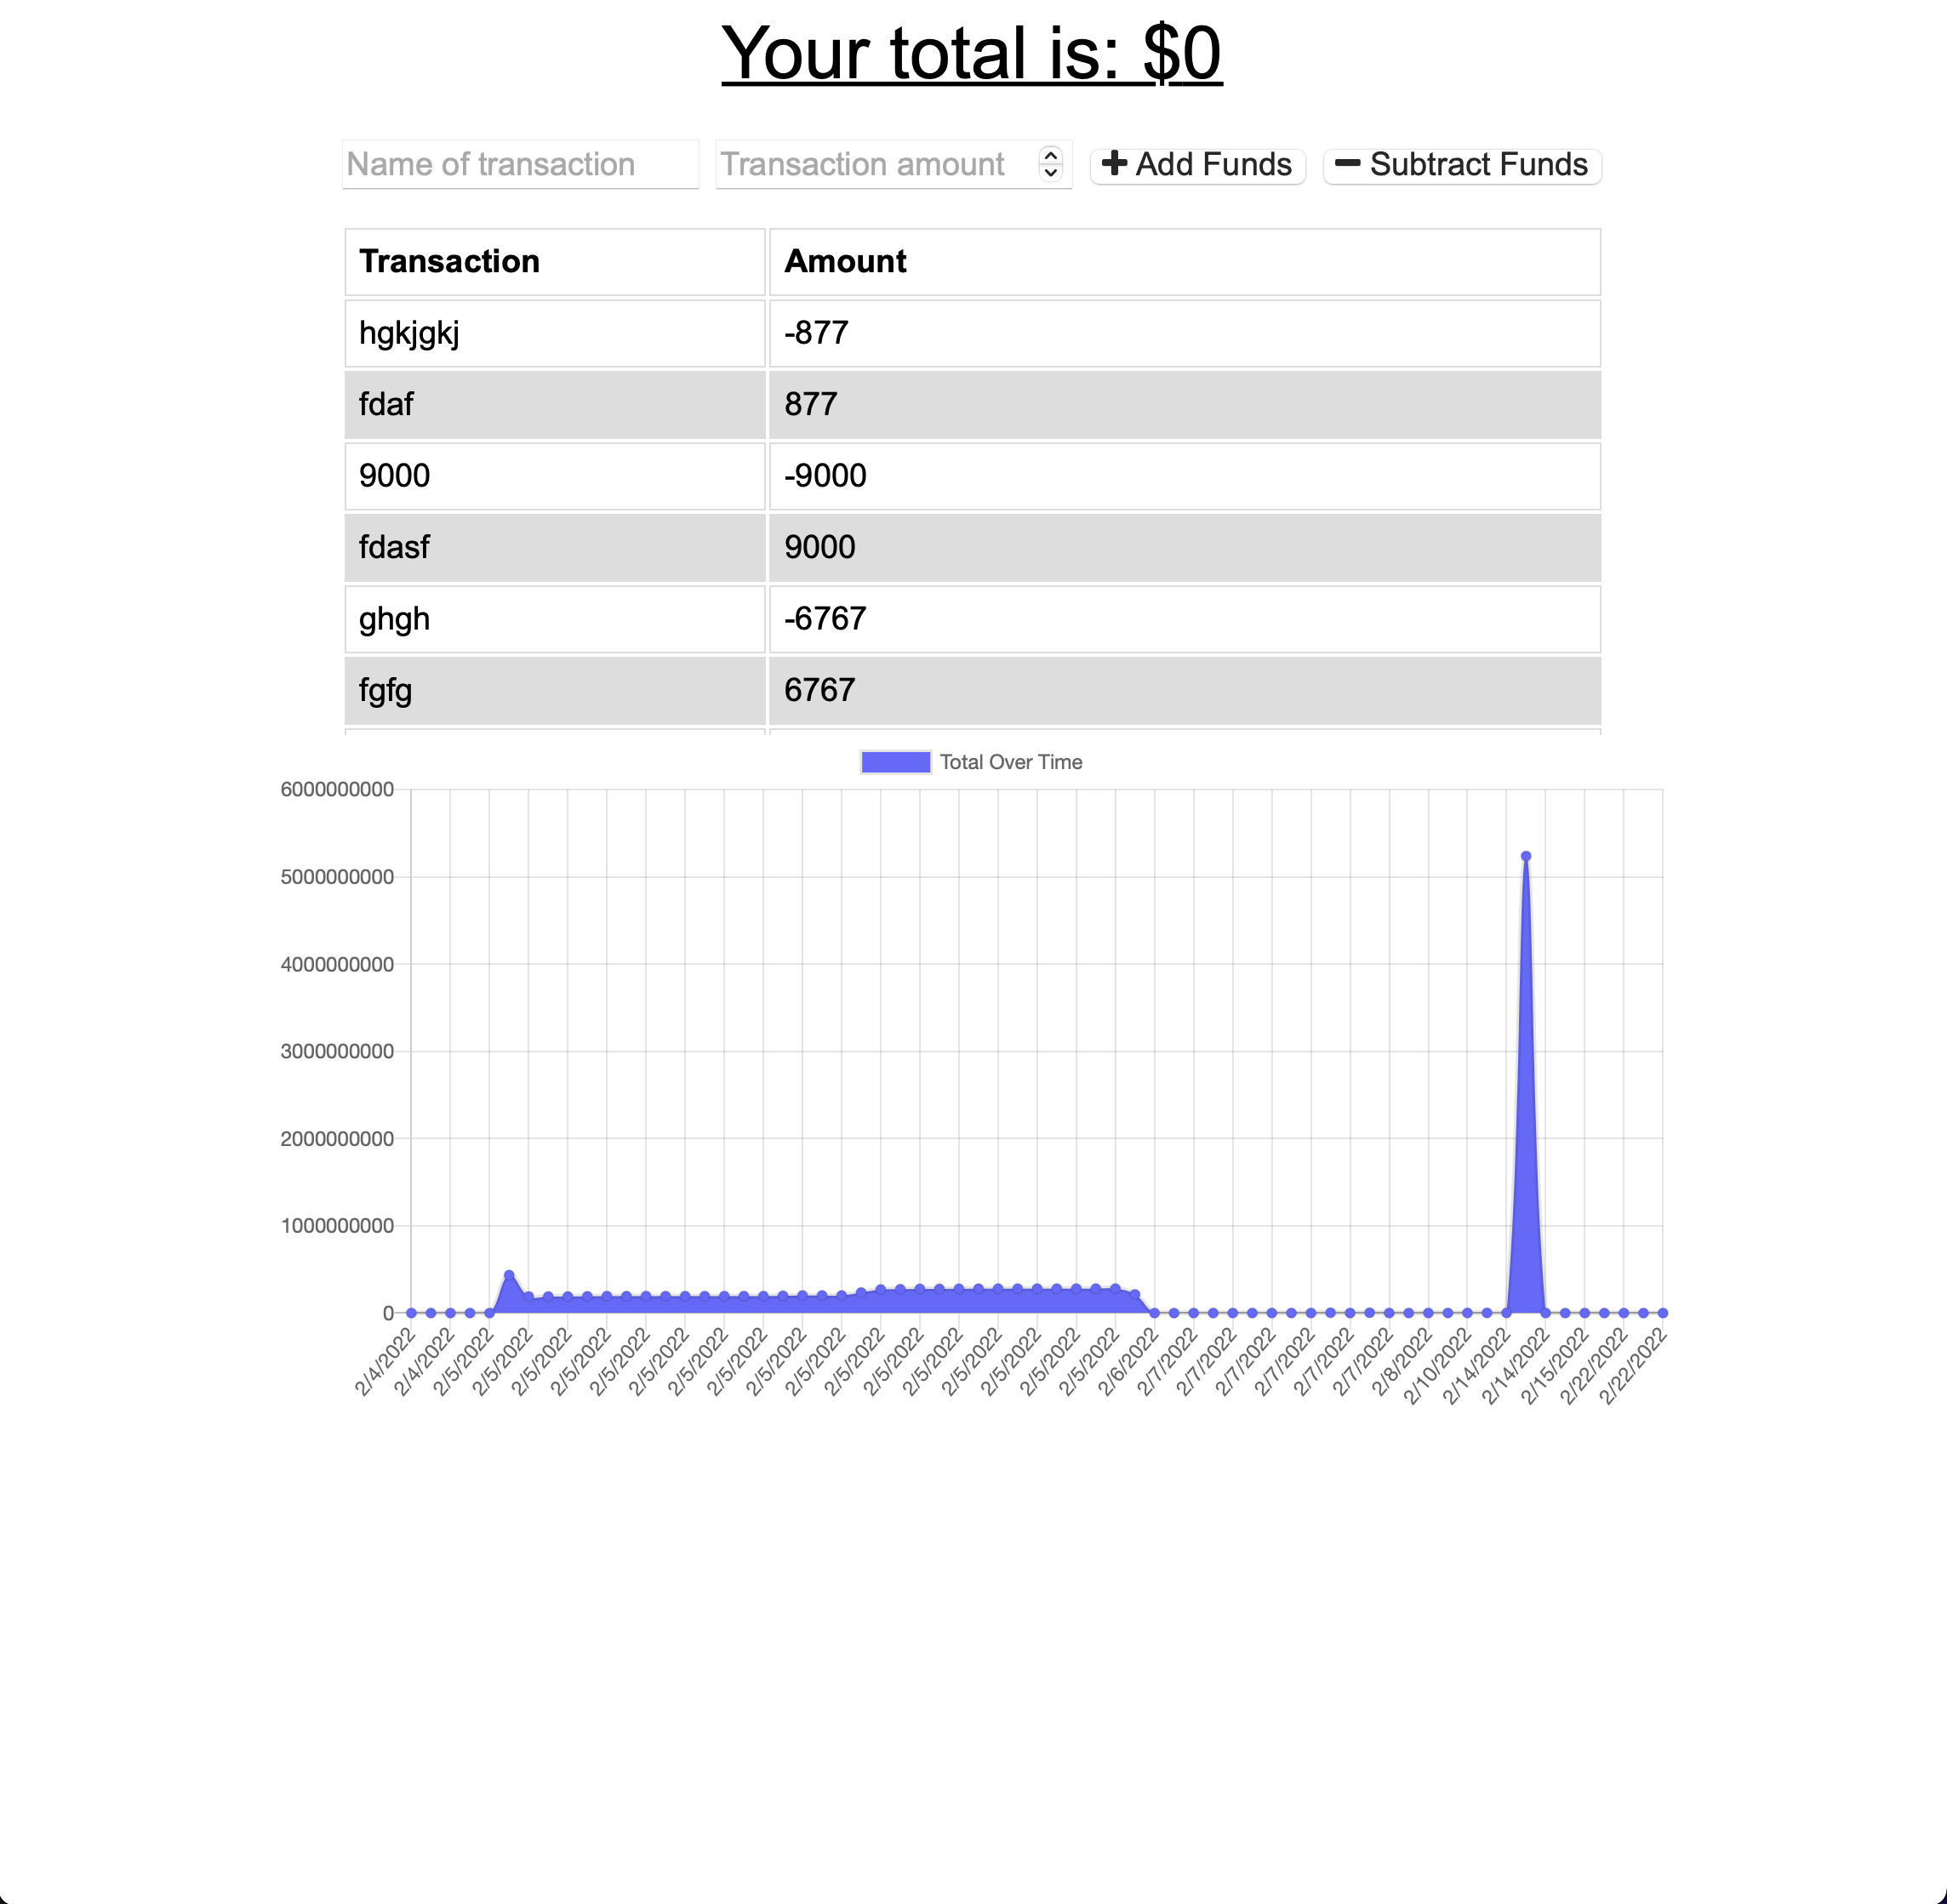 Your total is: $0
Name of transaction Transaction amount Add Funds Subtract Funds
Transaction Amount
hgkjgkj -877
fdaf 877
9000 -9000
fdasf 9000
ghgh -6767
fgfg 6767
Total Over Time
6000000000
5000000000
4000000000
3000000000
2000000000
1000000000
0
2/4/2022 2/4/2022 2/5/2022 2/5/2022 2/5/2022 2/5/2022 2/5/2022 2/5/2022 2/5/2022 2/5/2022 2/5/2022 2/5/2022 2/5/2022 2/5/2022 2/5/2022 2/5/2022 2/5/2022 2/5/2022 2/5/2022 2/6/2022 2/7/2022 2/7/2022 2/7/2022 2/7/2022 2/7/2022 2/7/2022 2/8/2022 2/10/2022 2/14/2022 2/14/2022 2/15/2022 2/22/2022 2/22/2022